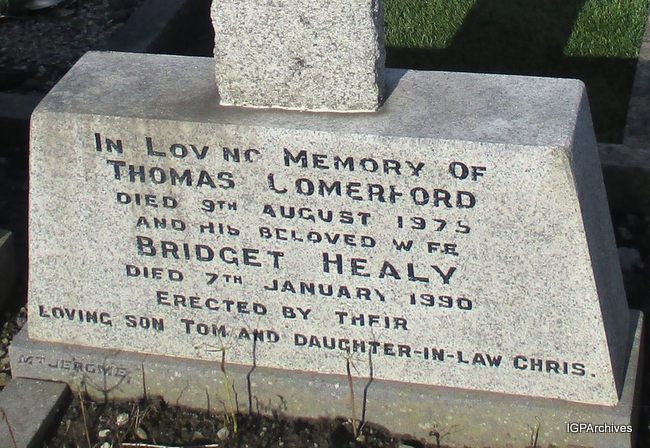 IN LOVING MEMORY OF
THOMAS COMERFORD
DIED 9TH AUGUST 1975
AND HIS BELOVED WIFE
BRIDGET HEALY
DIED 7TH JANUARY 1990
ERECTED BY THEIR
LOVING SON TOM AND DAUGHTER-IN-LAW CHRIS.
MT JEROME
IGPArchives